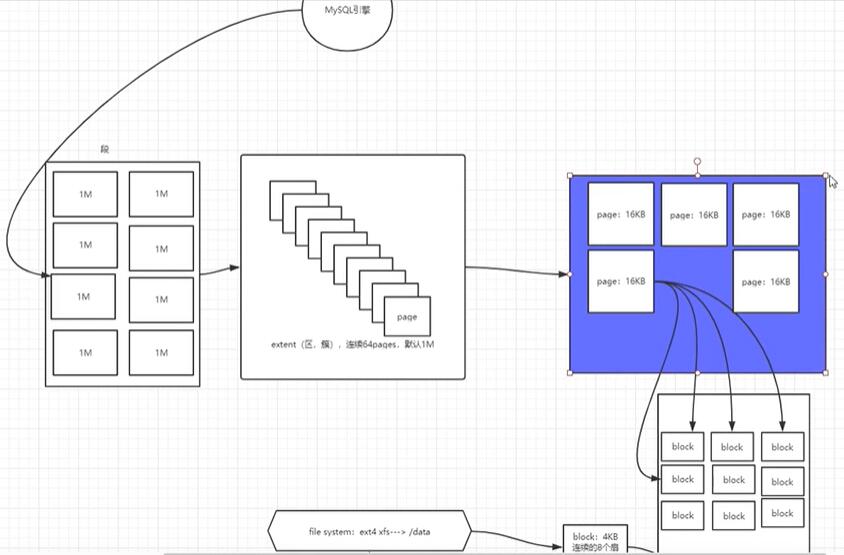 MySQL引擎
段
1M
1M
1M
1M
1M
1M
1M
1M
page
extent（区、簇），连续64pages，默认1M
page：16KB
page：16KB
page：16KB
page：16KB
page：16KB
block
block
block
block
block
block
block
block
block
file system：ext4 xfs---> /data
block：4KB
连续的8个扇